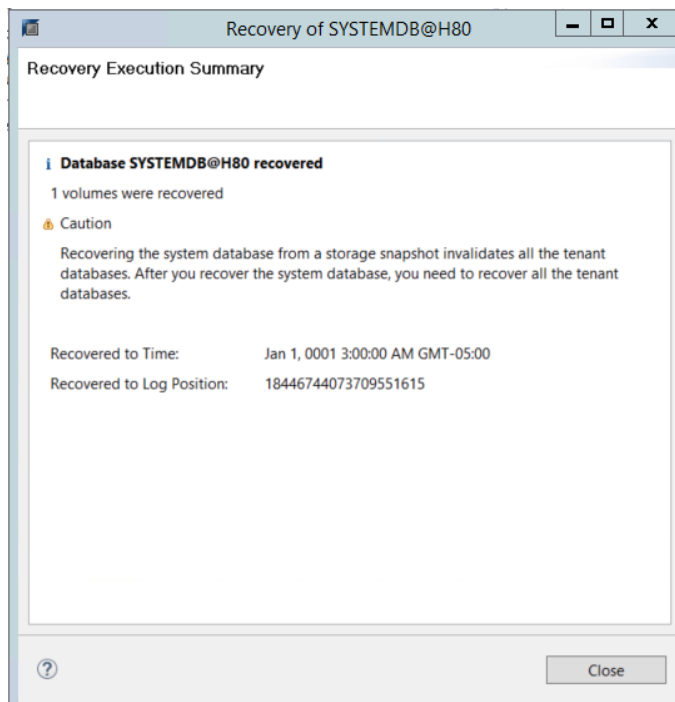 Recovery of SYSTEMDB@H80
Recovery Execution Summary
Database SYSTEMDB@H80 recovered
1 volumes were recovered
Caution
Recovering the system database from a storage snapshot invalidates all the tenant
databases. After you recover the system database, you need to recover all the tenant
databases.
Recovered to Time: Jan 1, 0001 3:00:00 AM GMT-05:00
Recovered to Log Position: 18446744073709551615
Close